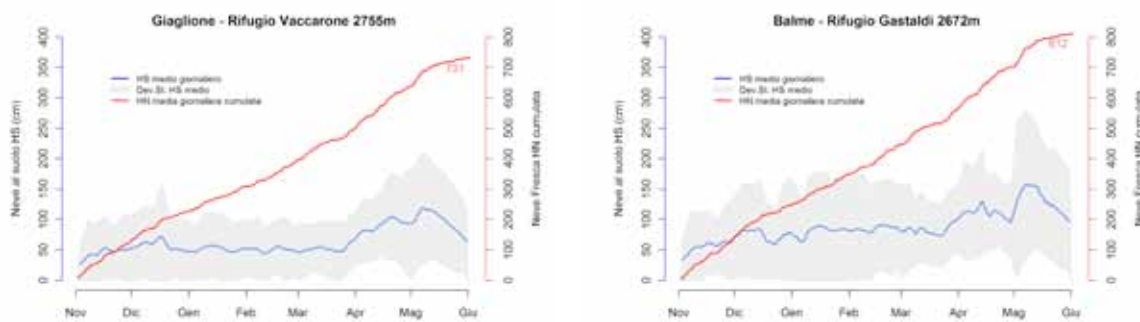 Giaglione - Rifugio Vaccarone 2755m
Neve al suolo HS (cm)
400
350
300
250
200
150
100
50
0
HS medio giornaliero
Dev.St. HS medio
HN media giornaliera cumulata
731
800
700
600
500
400
300
200
100
0
Neve Fresca HN cumulata
Nov Dic Gen Feb Mar Apr Mag Giu
Balme - Rifugio Gastaldi 2672m
Neve al suolo HS (cm)
400
350
300
250
200
150
100
50
0
HS medio giornaliero
Dev.St. HS medio
HN media giornaliera cumulata
812
800
700
600
500
400
300
200
100
0
Neve Fresca HN cumulata
Nov Dic Gen Feb Mar Apr Mag Giu